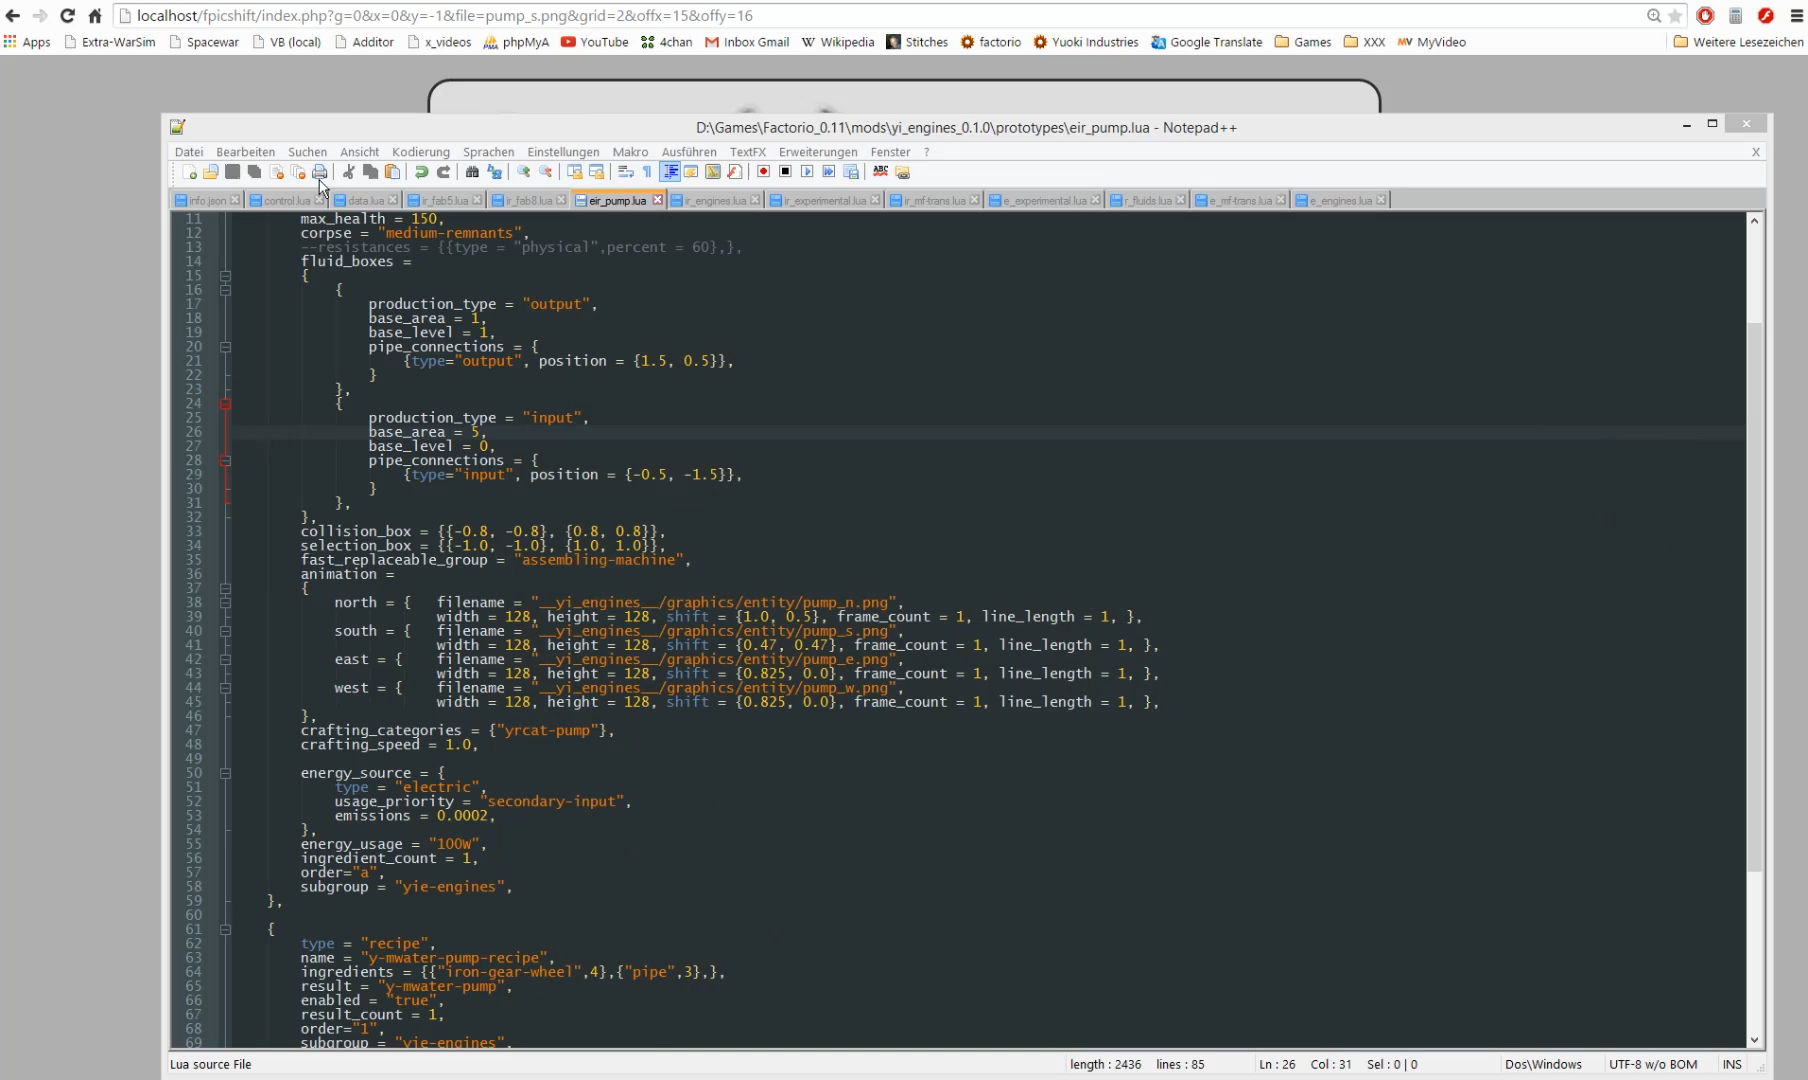 localhost/fpicshift/index.php?g=0&x=0&y=-1&file=pump_s.png&grid=2&offx=15&offy=16
Apps Extra-WarSim Spacewar VB (local) Additor x_videos phpMyA YouTube 4chan Inbox Gmail Wikipedia Stitches factorio Yuoki Industries Google Translate Games XXX MyVideo Weitere Lesezeichen
D:\Games\Factorio_0.11\mods\yi_engines_0.1.0\prototypes\eir_pump.lua - Notepad++
Datei Bearbeiten Suchen Ansicht Kodierung Sprachen Einstellungen Makro Ausführen TextFX Erweiterungen Fenster ? X
info.json control.lua data.lua ir_fab5.lua ir_fab8.lua eir_pump.lua ir_engines.lua ir_experimental.lua ir_mf-trans.lua e_experimental.lua r_fluids.lua e_mf-trans.lua e_engines.lua
11 max_health = 150,
12 corpse = "medium-remnants",
13 --resistances = {{type = "physical",percent = 60},},
14 fluid_boxes =
15 {
16 {
17 production_type = "output",
18 base_area = 1,
19 base_level = 1,
20 pipe_connections = {
21 {type="output", position = {1.5, 0.5}},
22 }
23 },
24 {
25 production_type = "input",
26 base_area = 5,
27 base_level = 0,
28 pipe_connections = {
29 {type="input", position = {-0.5, -1.5}},
30 }
31 },
32 },
33 collision_box = {{-0.8, -0.8}, {0.8, 0.8}},
34 selection_box = {{-1.0, -1.0}, {1.0, 1.0}},
35 fast_replaceable_group = "assembling-machine",
36 animation =
37 {
38 north = { filename = "__yi_engines__/graphics/entity/pump_n.png",
39 width = 128, height = 128, shift = {1.0, 0.5}, frame_count = 1, line_length = 1, },
40 south = { filename = "__yi_engines__/graphics/entity/pump_s.png",
41 width = 128, height = 128, shift = {0.47, 0.47}, frame_count = 1, line_length = 1, },
42 east = { filename = "__yi_engines__/graphics/entity/pump_e.png",
43 width = 128, height = 128, shift = {0.825, 0.0}, frame_count = 1, line_length = 1, },
44 west = { filename = "__yi_engines__/graphics/entity/pump_w.png",
45 width = 128, height = 128, shift = {0.825, 0.0}, frame_count = 1, line_length = 1, },
46 },
47 crafting_categories = {"yrcat-pump"},
48 crafting_speed = 1.0,
49
50 energy_source = {
51 type = "electric",
52 usage_priority = "secondary-input",
53 emissions = 0.0002,
54 },
55 energy_usage = "100W",
56 ingredient_count = 1,
57 order="a",
58 subgroup = "yie-engines",
59 },
60
61 {
62 type = "recipe",
63 name = "y-mwater-pump-recipe",
64 ingredients = {{"iron-gear-wheel",4},{"pipe",3},},
65 result = "y-mwater-pump",
66 enabled = "true",
67 result_count = 1,
68 order="1",
69 subgroup = "yie-engines",
Lua source File length : 2436 lines : 85 Ln : 26 Col : 31 Sel : 0 | 0 Dos\Windows UTF-8 w/o BOM INS